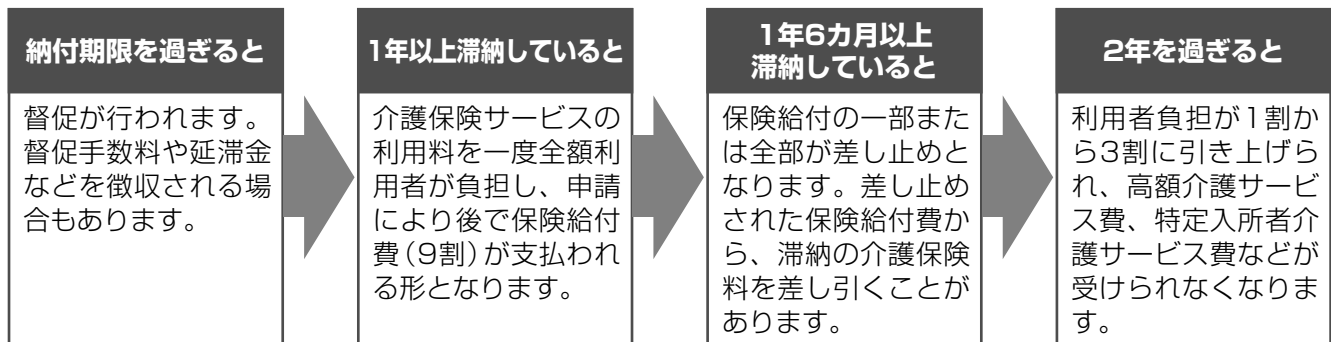 納付期限を過ぎると
督促が行われます。
督促手数料や延滞金
などを徴収される場
合もあります。
1年以上滞納していると
介護保険サービスの
利用料を一度全額利
用者が負担し、申請
により後で保険給付
費(9割)が支払われ
る形となります。
1年6カ月以上
滞納していると
保険給付の一部また
は全部が差し止めと
なります。差し止め
された保険給付費か
ら、滞納の介護保険
料を差し引くことが
あります。
2年を過ぎると
利用者負担が1割か
ら3割に引き上げら
れ、高額介護サービ
ス費、特定入所者介
護サービス費などが
受けられなくなりま
す。